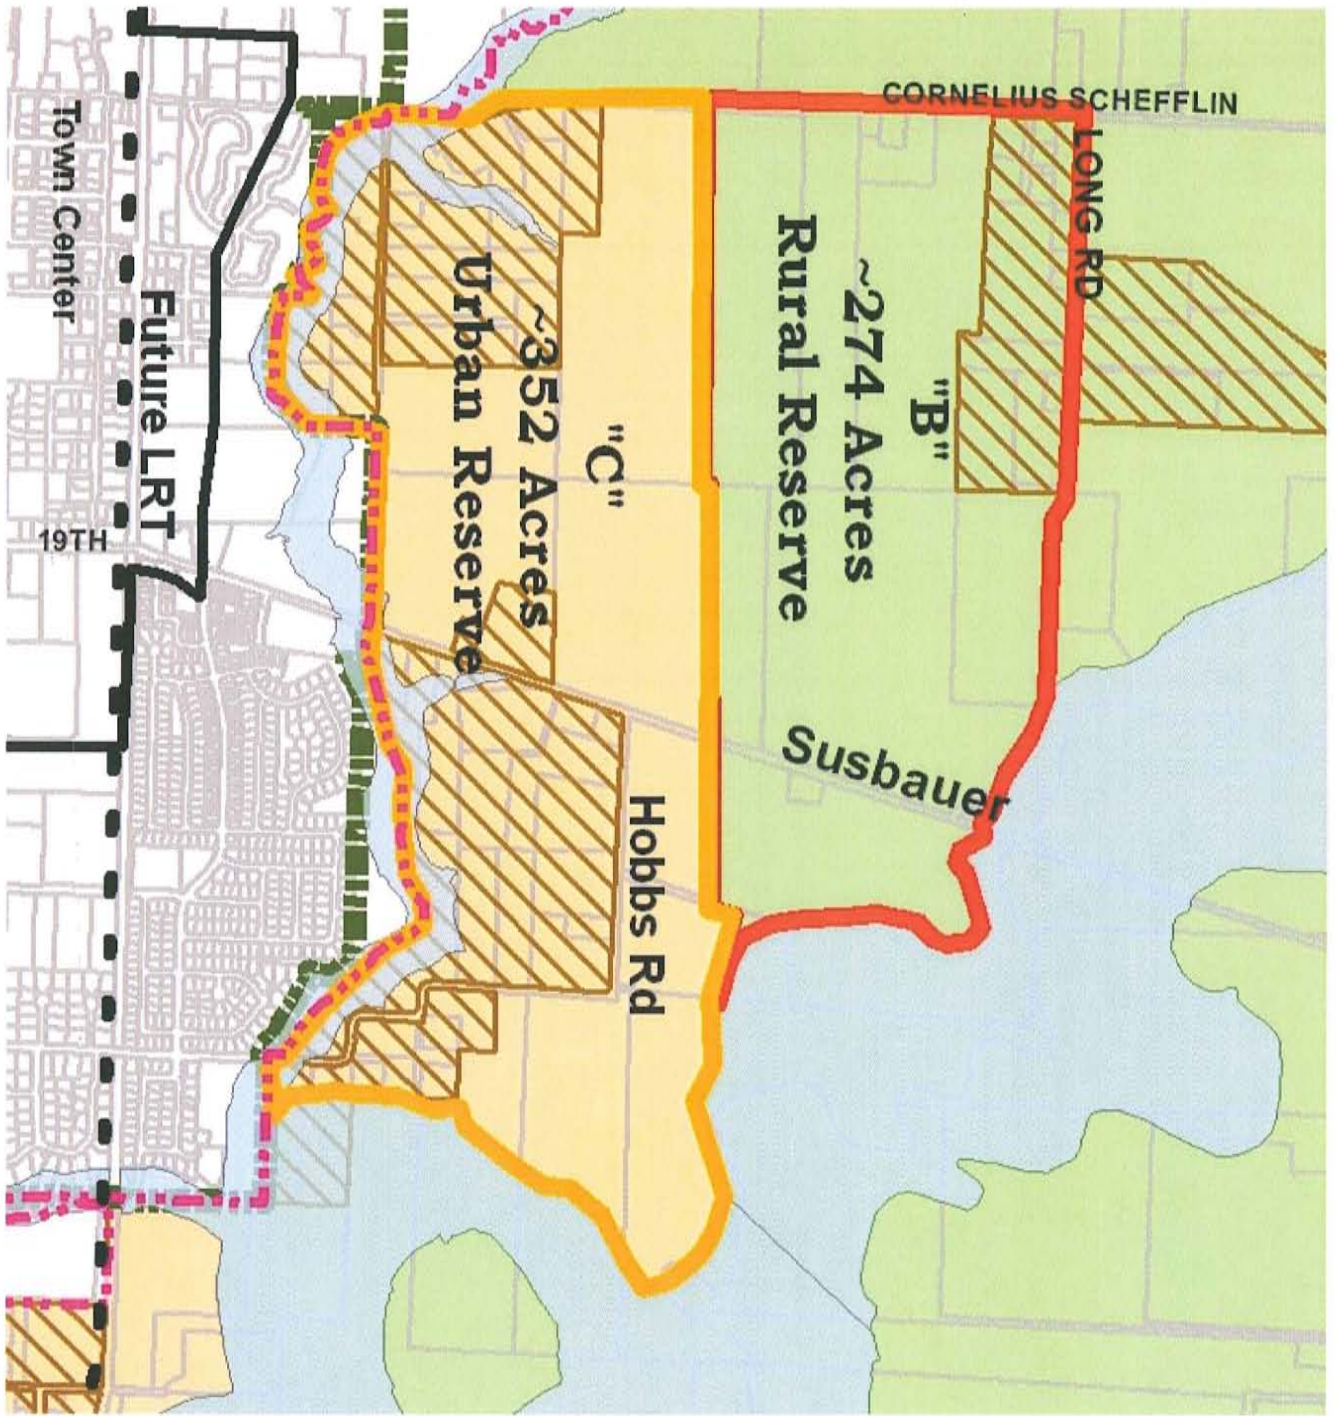 CORNELIUS SCHEFFLIN
LONG RD
"B"
~274 Acres
Rural Reserve
Susbauer
"C"
~352 Acres
Urban Reserve
Hobbs Rd
Future LRT
19TH
Town Center